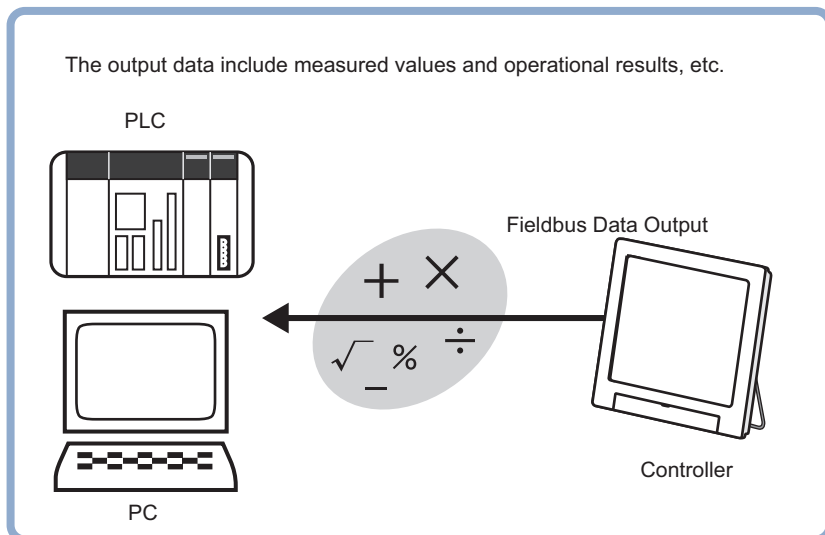 The output data include measured values and operational results, etc.
PLC
Fieldbus Data Output
+ ×
√ % ÷
−
Controller
PC